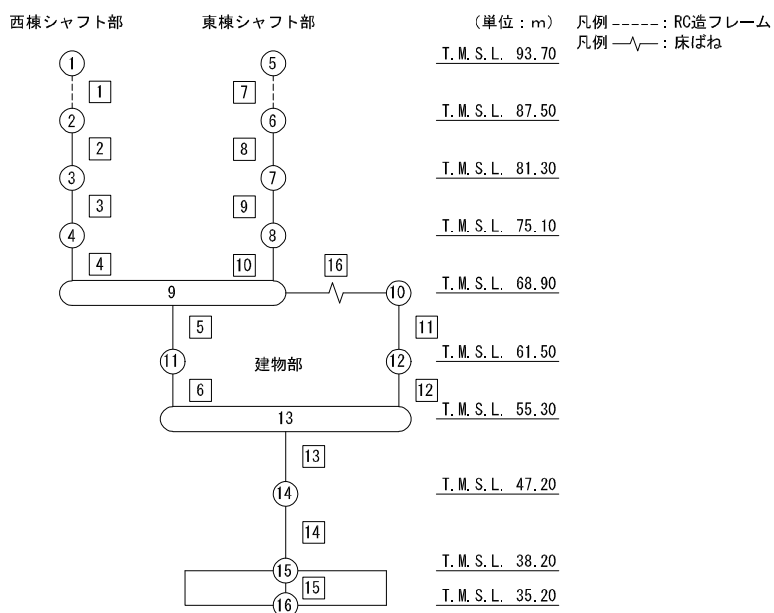 西棟シャフト部 東棟シャフト部 (単位:m) 凡例 -----:RC造フレーム
凡例 :床ばね
1 5 T.M.S.L. 93.70
1 7
2 6 T.M.S.L. 87.50
2 8
3 7 T.M.S.L. 81.30
3 9
4 8 T.M.S.L. 75.10
4 10 16
9 10 T.M.S.L. 68.90
5 11
11 建物部 12 T.M.S.L. 61.50
6 12
13 T.M.S.L. 55.30
13
14 T.M.S.L. 47.20
14
15 T.M.S.L. 38.20
15
16 T.M.S.L. 35.20